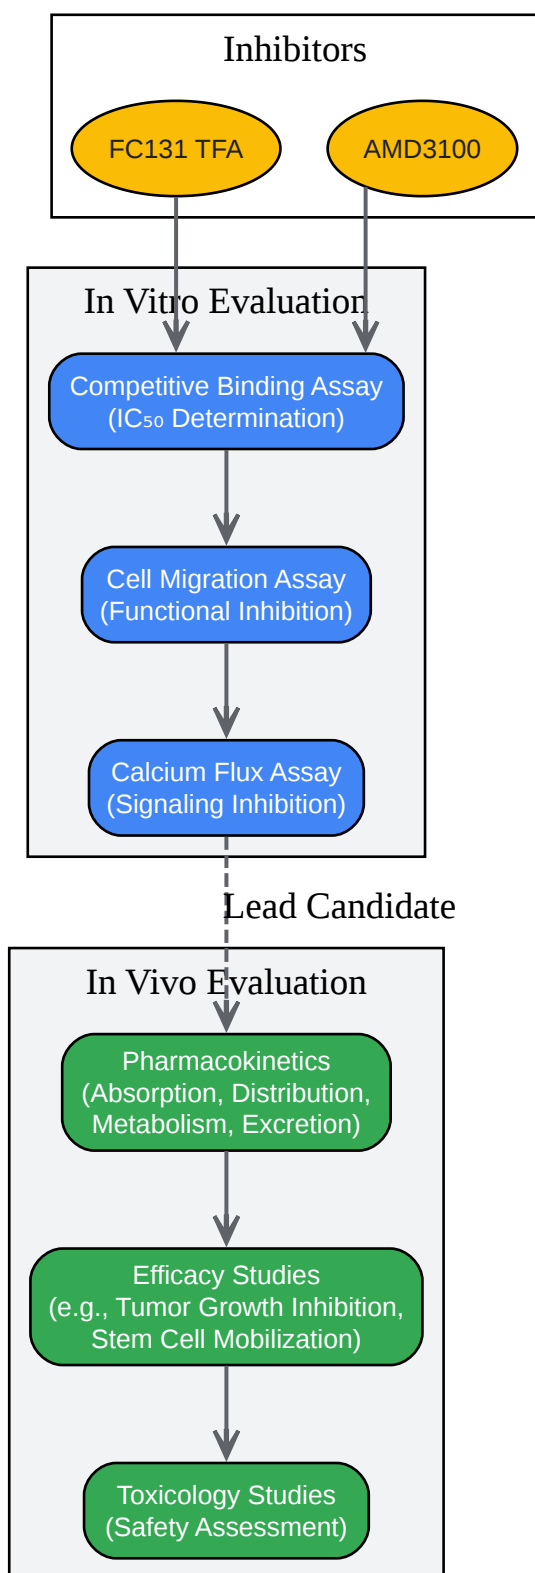 Inhibitors
FC131 TFA
AMD3100
In Vitro Evaluation
Competitive Binding Assay
(IC₅₀ Determination)
Cell Migration Assay
(Functional Inhibition)
Calcium Flux Assay
(Signaling Inhibition)
Lead Candidate
In Vivo Evaluation
Pharmacokinetics
(Absorption, Distribution,
Metabolism, Excretion)
Efficacy Studies
(e.g., Tumor Growth Inhibition,
Stem Cell Mobilization)
Toxicology Studies
(Safety Assessment)